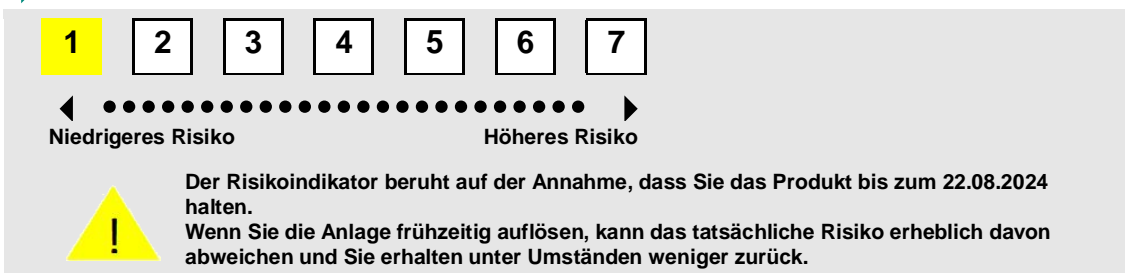 1 2 3 4 5 6 7
Niedrigeres Risiko Höheres Risiko
! Der Risikoindikator beruht auf der Annahme, dass Sie das Produkt bis zum 22.08.2024
halten.
Wenn Sie die Anlage frühzeitig auflösen, kann das tatsächliche Risiko erheblich davon
abweichen und Sie erhalten unter Umständen weniger zurück.